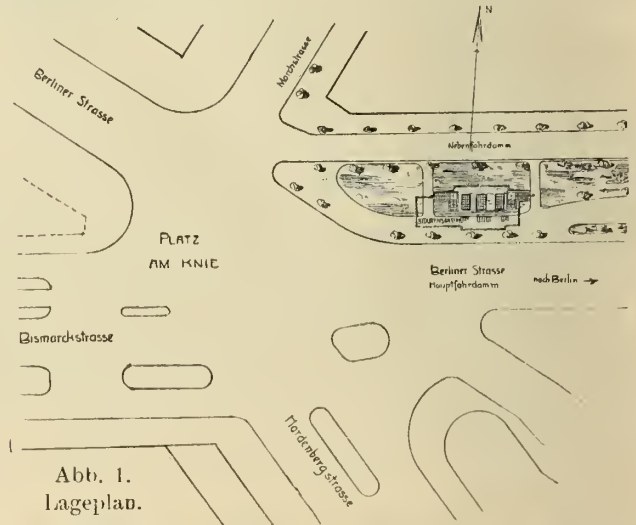 N
Marchstrasse
Berliner Strasse
Nebenfahrdamm
PLATZ
AM KNIE
Berliner Strasse
Hauptfahrdamm
nach Berlin →
Bismarckstrasse
Hardenbergstrasse
Abb. 1.
Lageplan.